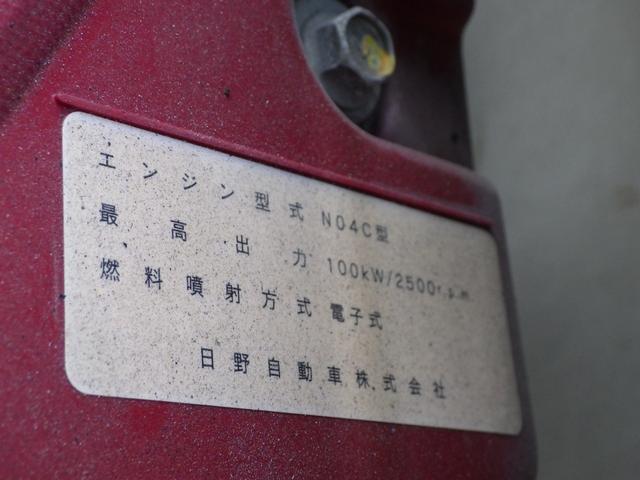 エンジン型式 N04C型
最高出力 100kW/2500r.p.m
燃料噴射方式 電子式
日野自動車株式会社